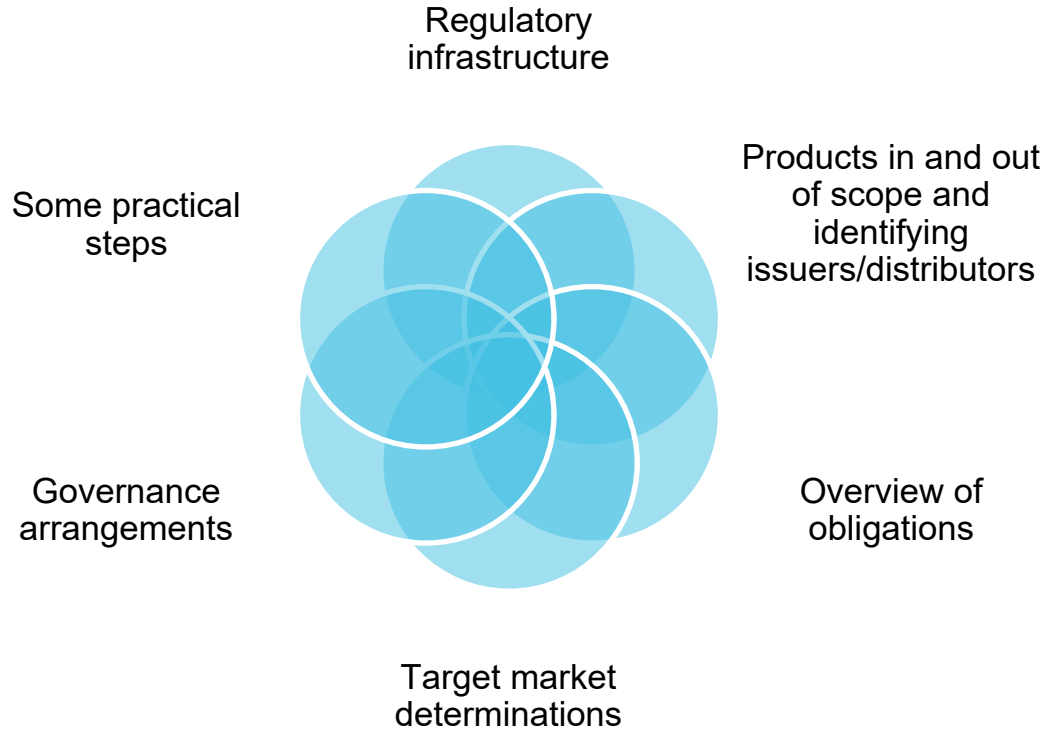 Regulatory
infrastructure
Products in and out
of scope and
identifying
issuers/distributors
Overview of
obligations
Target market
determinations
Governance
arrangements
Some practical
steps